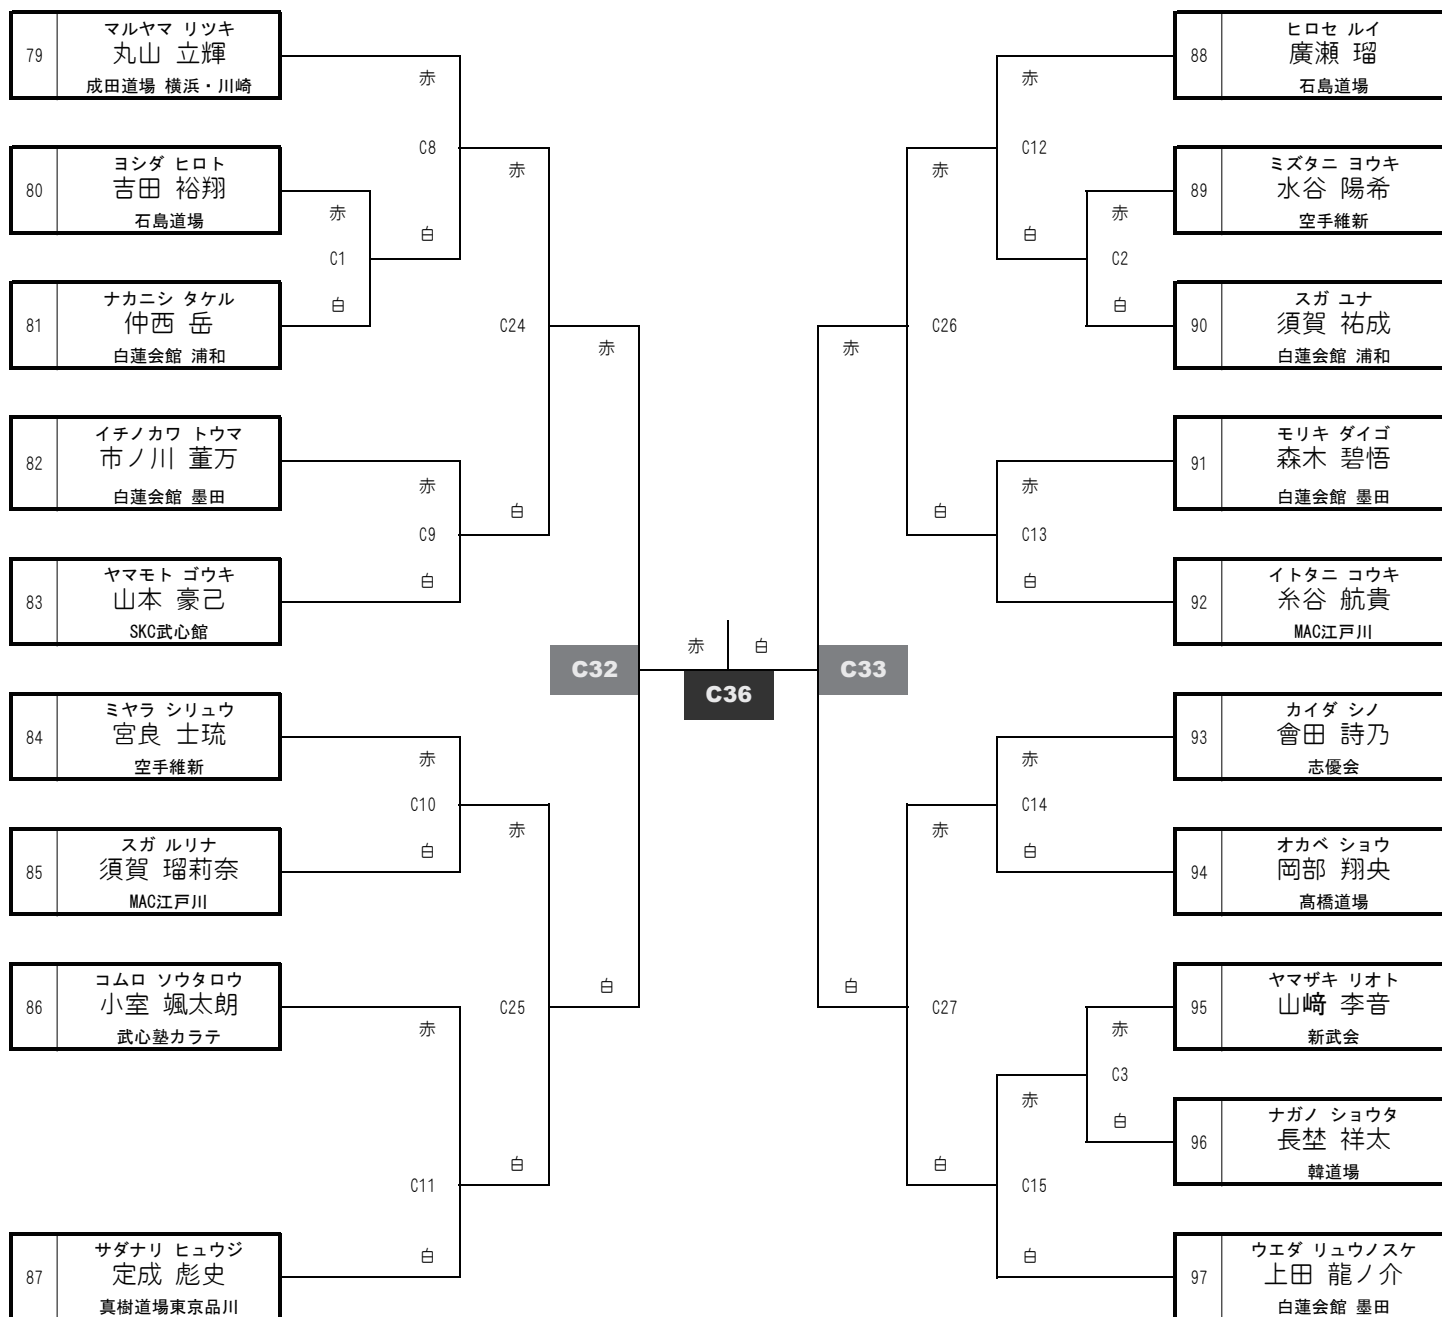 79
マルヤマ リツキ
丸山 立輝
成田道場 横浜・川崎
80
ヨシダ ヒロト
吉田 裕翔
石島道場
81
ナカニシ タケル
仲西 岳
白蓮会館 浦和
82
イチノカワ トウマ
市ノ川 董万
白蓮会館 墨田
83
ヤマモト ゴウキ
山本 豪己
SKC武心館
84
ミヤラ シリュウ
宮良 士琉
空手維新
85
スガ ルリナ
須賀 瑠莉奈
MAC江戸川
86
コムロ ソウタロウ
小室 颯太朗
武心塾カラテ
87
サダナリ ヒュウジ
定成 彪史
真樹道場東京品川
赤
C1
白
赤
C8
白
赤
C9
白
赤
C10
白
赤
C11
白
赤
C24
白
赤
C25
白
赤
C32
白
赤 白
C36
赤
C33
白
赤
C26
白
赤
C27
白
赤
C12
白
赤
C13
白
赤
C14
白
赤
C15
白
赤
C2
白
赤
C3
白
88
ヒロセ ルイ
廣瀬 瑠
石島道場
89
ミズタニ ヨウキ
水谷 陽希
空手維新
90
スガ ユナ
須賀 祐成
白蓮会館 浦和
91
モリキ ダイゴ
森木 碧悟
白蓮会館 墨田
92
イトタニ コウキ
糸谷 航貴
MAC江戸川
93
カイダ シノ
會田 詩乃
志優会
94
オカベ ショウ
岡部 翔央
髙橋道場
95
ヤマザキ リオト
山﨑 李音
新武会
96
ナガノ ショウタ
長埜 祥太
韓道場
97
ウエダ リュウノスケ
上田 龍ノ介
白蓮会館 墨田